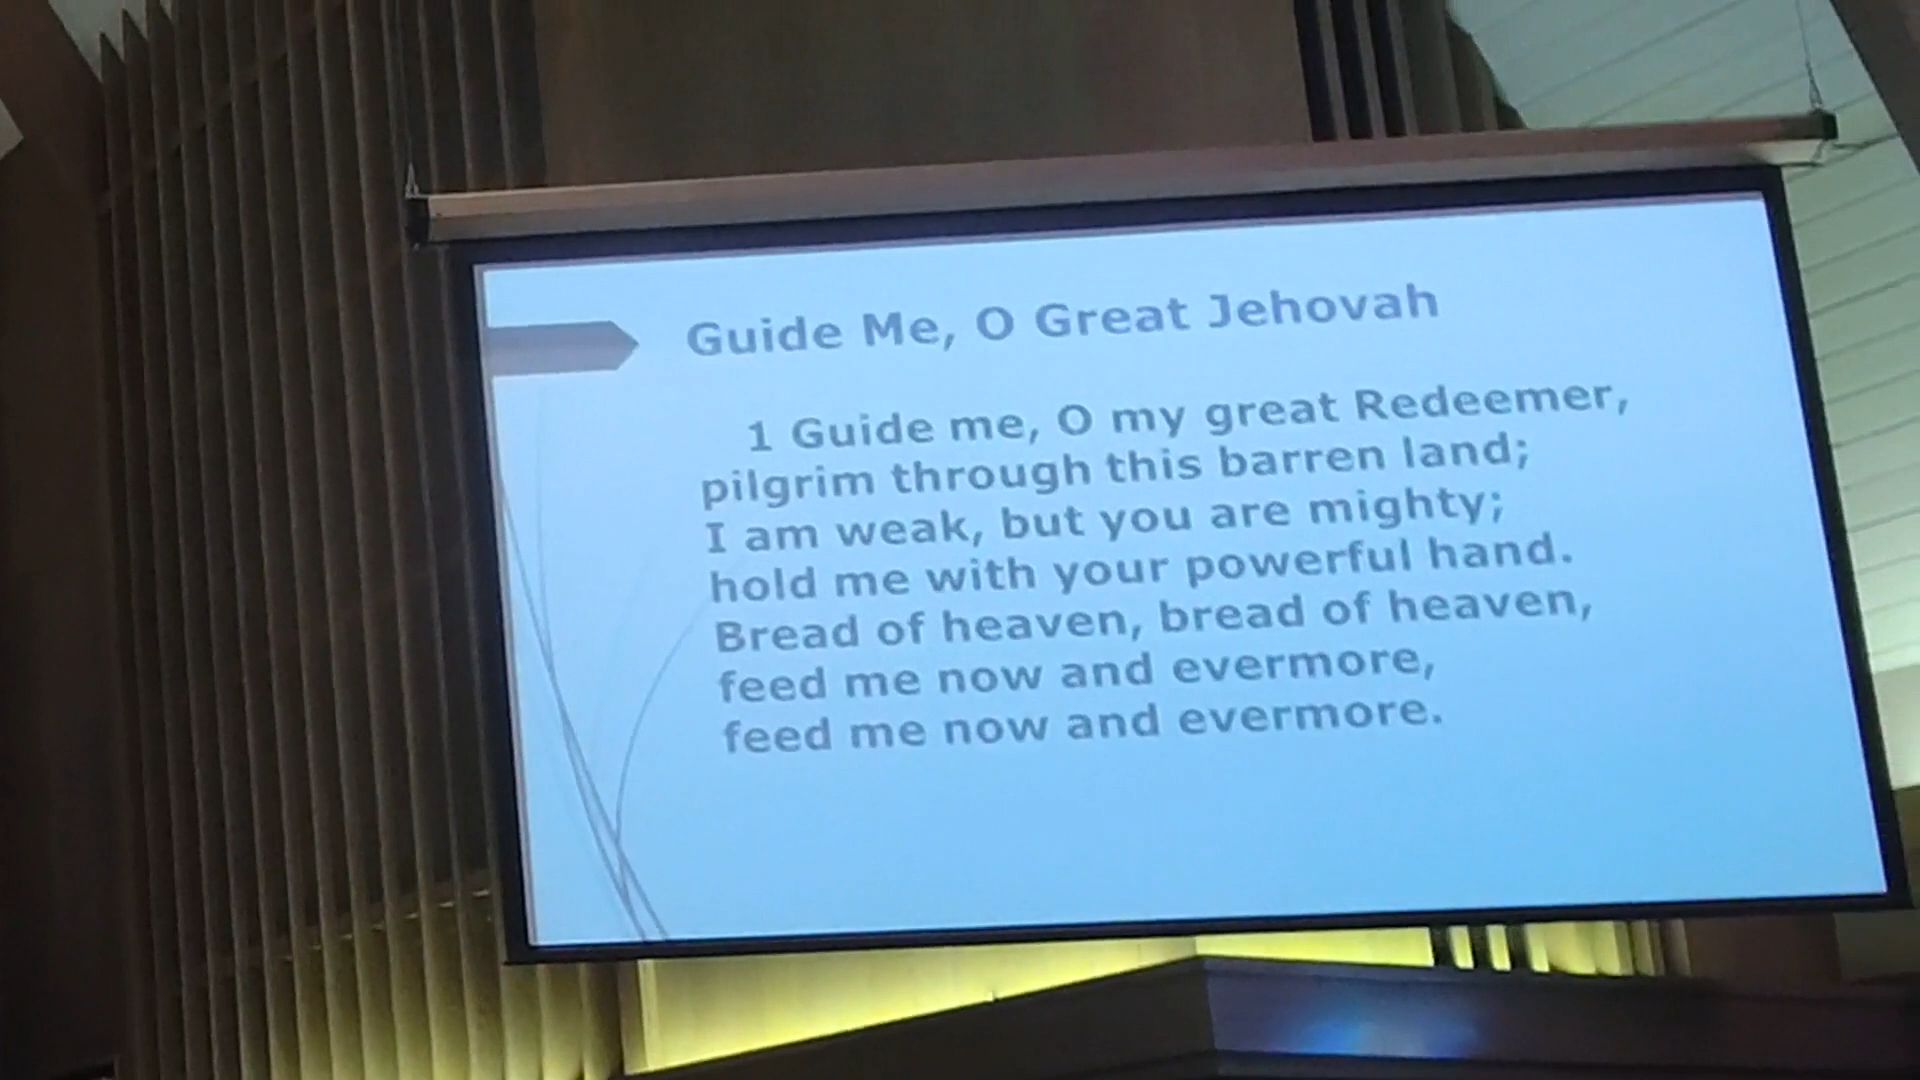 Guide Me, O Great Jehovah
1 Guide me, O my great Redeemer,
pilgrim through this barren land;
I am weak, but you are mighty;
hold me with your powerful hand.
Bread of heaven, bread of heaven,
feed me now and evermore,
feed me now and evermore.